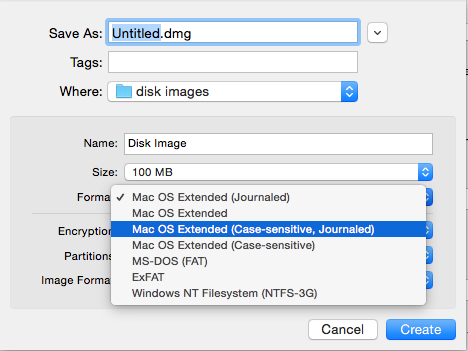 Save As: Untitled.dmg
Tags:
Where: disk images
Name: Disk Image
Size: 100 MB
Forma ✓ Mac OS Extended (Journaled)
Mac OS Extended
Encryption Mac OS Extended (Case-sensitive, Journaled)
Mac OS Extended (Case-sensitive)
Partitions MS-DOS (FAT)
ExFAT
Image Forma Windows NT Filesystem (NTFS-3G)
Cancel Create